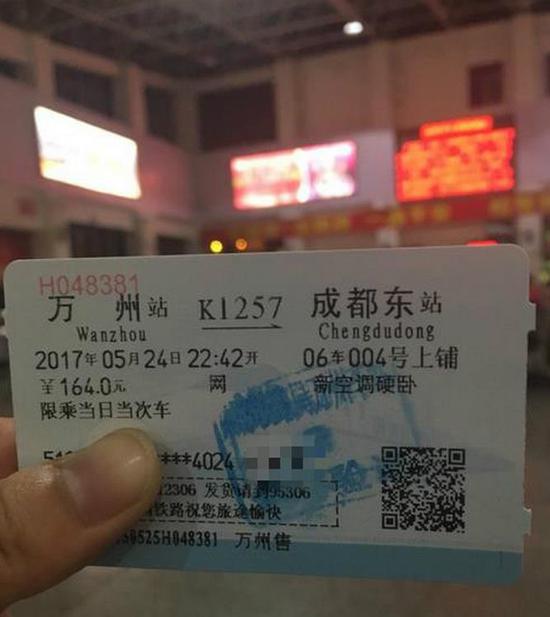 H048381
万州站 K1257 成都东站
Wanzhou Chengdudong
2017年05月24日22:42开 06车004号上铺
￥164.0元 网 新空调硬卧
限乘当日当次车
****4024
12306 发货请到95306
铁路祝您旅途愉快
0525H048381 万州售